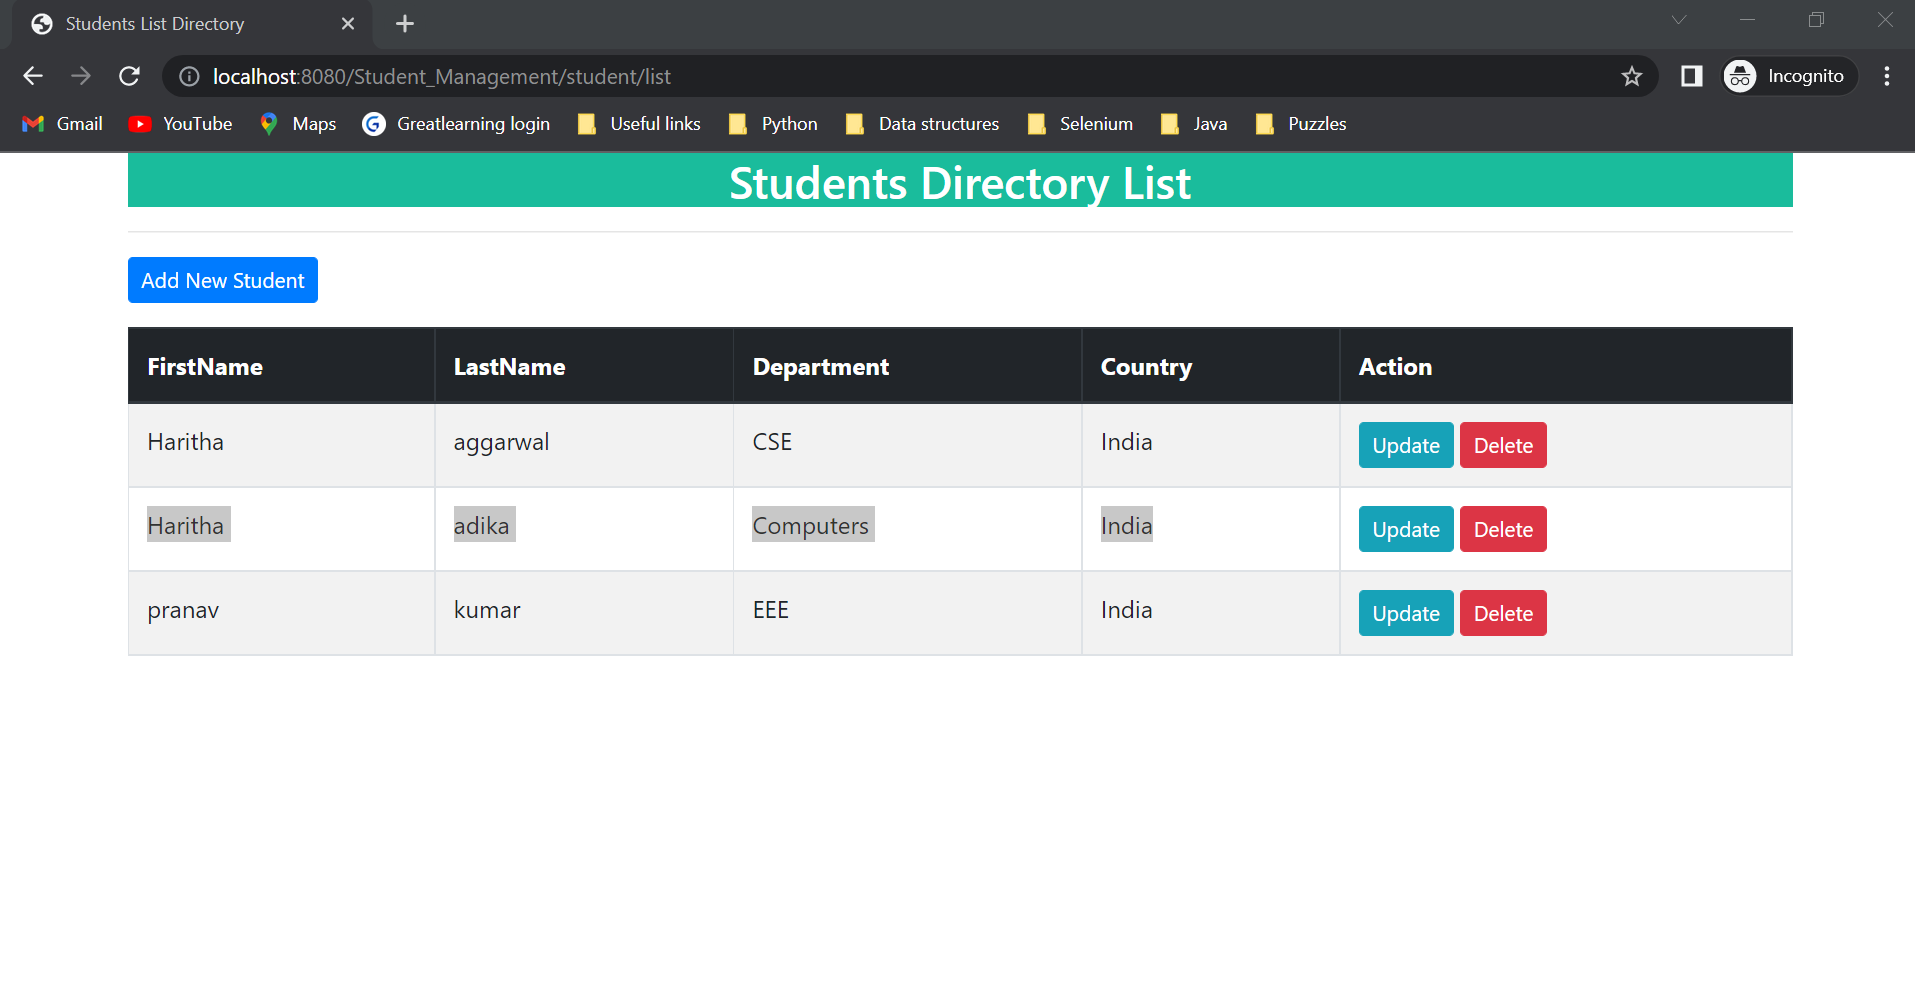 Students List Directory
localhost:8080/Student_Management/student/list Incognito
Gmail YouTube Maps Greatlearning login Useful links Python Data structures Selenium Java Puzzles
Students Directory List
Add New Student
FirstName LastName Department Country Action
Haritha aggarwal CSE India Update Delete
Haritha adika Computers India Update Delete
pranav kumar EEE India Update Delete